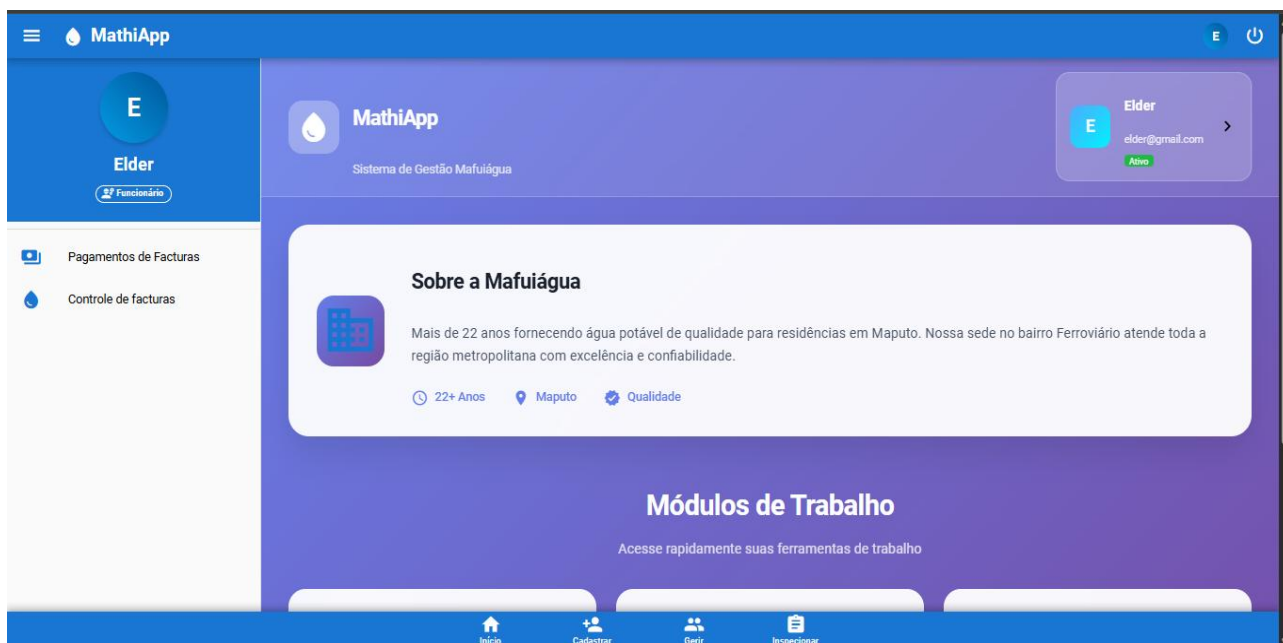 MathiApp
E
E
Elder
Funcionário
Pagamentos de Facturas
Controle de facturas
MathiApp
Sistema de Gestão Mafuiágua
E
Elder
elder@gmail.com
Ativo
Sobre a Mafuiágua
Mais de 22 anos fornecendo água potável de qualidade para residências em Maputo. Nossa sede no bairro Ferroviário atende toda a
região metropolitana com excelência e confiabilidade.
22+ Anos
Maputo
Qualidade
Módulos de Trabalho
Acesse rapidamente suas ferramentas de trabalho
Início
Cadastrar
Gerir
Inspecionar